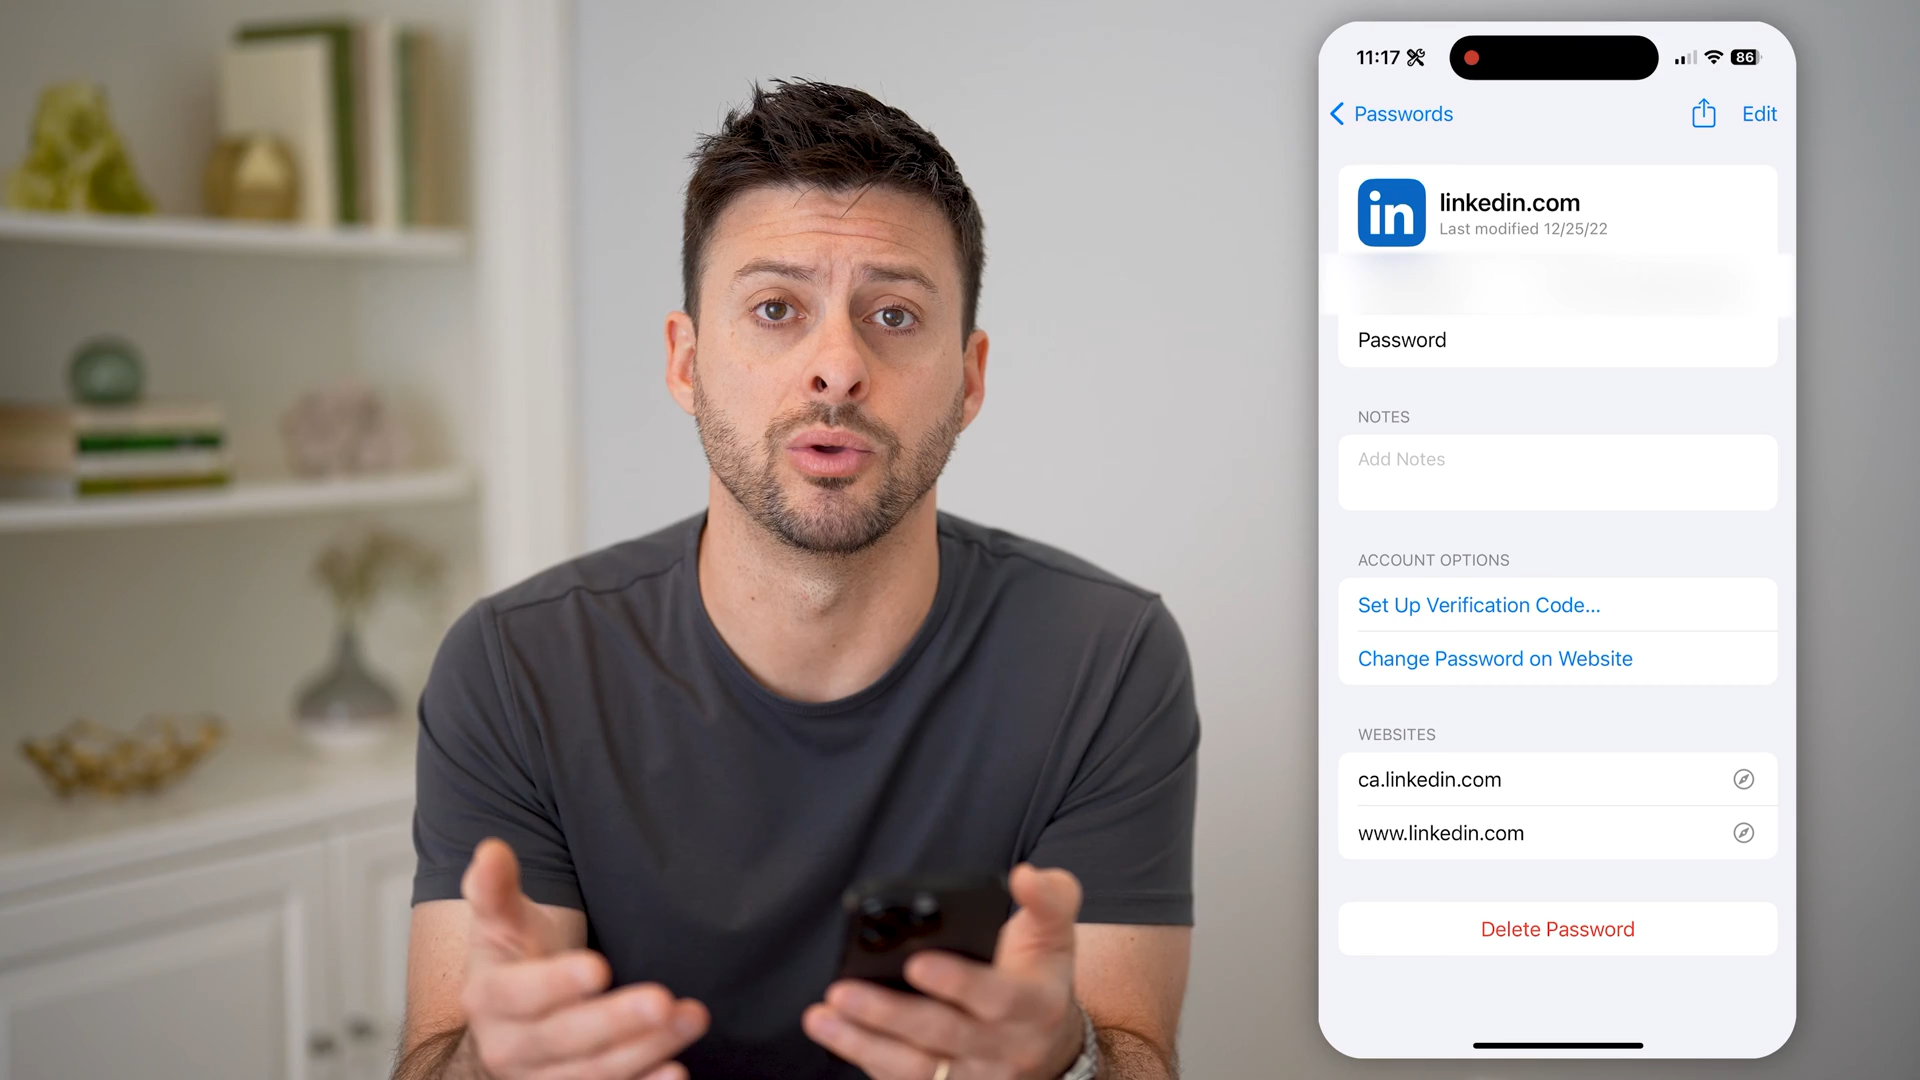 11:17
86
Passwords
Edit
in
linkedin.com
Last modified 12/25/22
Password
NOTES
Add Notes
ACCOUNT OPTIONS
Set Up Verification Code...
Change Password on Website
WEBSITES
ca.linkedin.com
www.linkedin.com
Delete Password